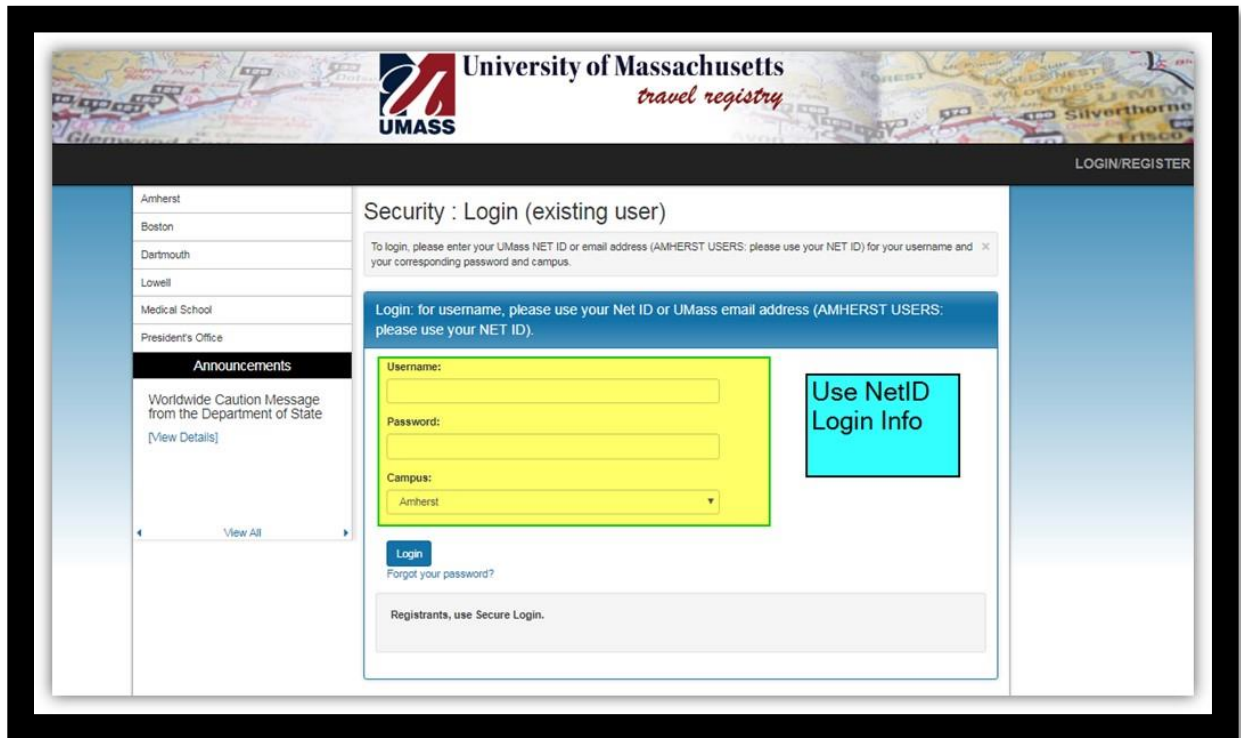 University of Massachusetts
travel registry
UMASS
Silverthorne
Frisco
LOGIN/REGISTER
Amherst
Boston
Dartmouth
Lowell
Medical School
President's Office
Announcements
Worldwide Caution Message
from the Department of State
[View Details]
View All
Security : Login (existing user)
To login, please enter your UMass NET ID or email address (AMHERST USERS: please use your NET ID) for your username and
your corresponding password and campus.
×
Login: for username, please use your Net ID or UMass email address (AMHERST USERS:
please use your NET ID).
Username:
Password:
Campus:
Amherst
Use NetID
Login Info
Login
Forgot your password?
Registrants, use Secure Login.